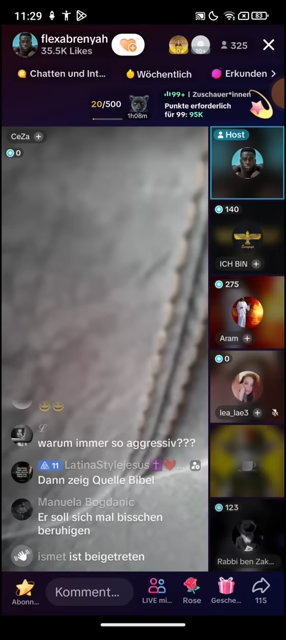 11:29
53
flexabrenyah
35.5K Likes
325
Chatten und Int...
Wöchentlich
Erkunden
20/500
1h08m
99+ | Zuschauer*innen
Punkte erforderlich
für 99: 95K
CeZa +
0
Host
140
ICH BIN +
275
Aram +
0
lea_lae3 +
123
Rabbi ben Zak...
warum immer so aggressiv???
11 LatinaStylejesus
Dann zeig Quelle Bibel
Manuela Bogdanic
Er soll sich mal bisschen
beruhigen
ismet ist beigetreten
Abonn...
Komment...
LIVE mi...
Rose
Gesche...
115